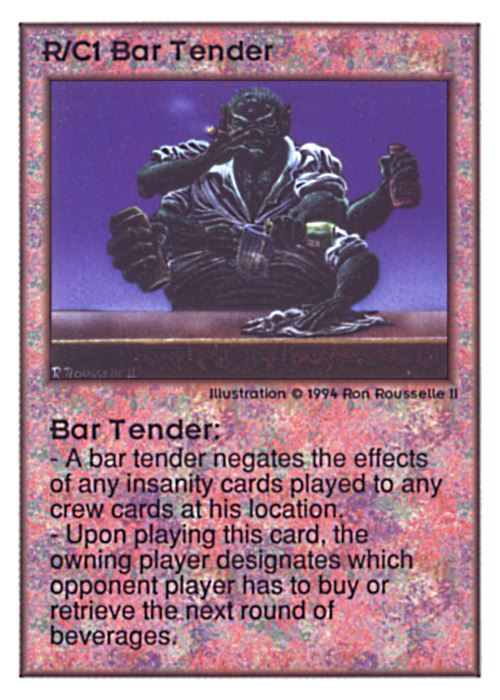 R/C1 Bar Tender
R Rousselle II
Illustration © 1994 Ron Rousselle II
Bar Tender:
- A bar tender negates the effects
of any insanity cards played to any
crew cards at his location.
- Upon playing this card, the
owning player designates which
opponent player has to buy or
retrieve the next round of
beverages.